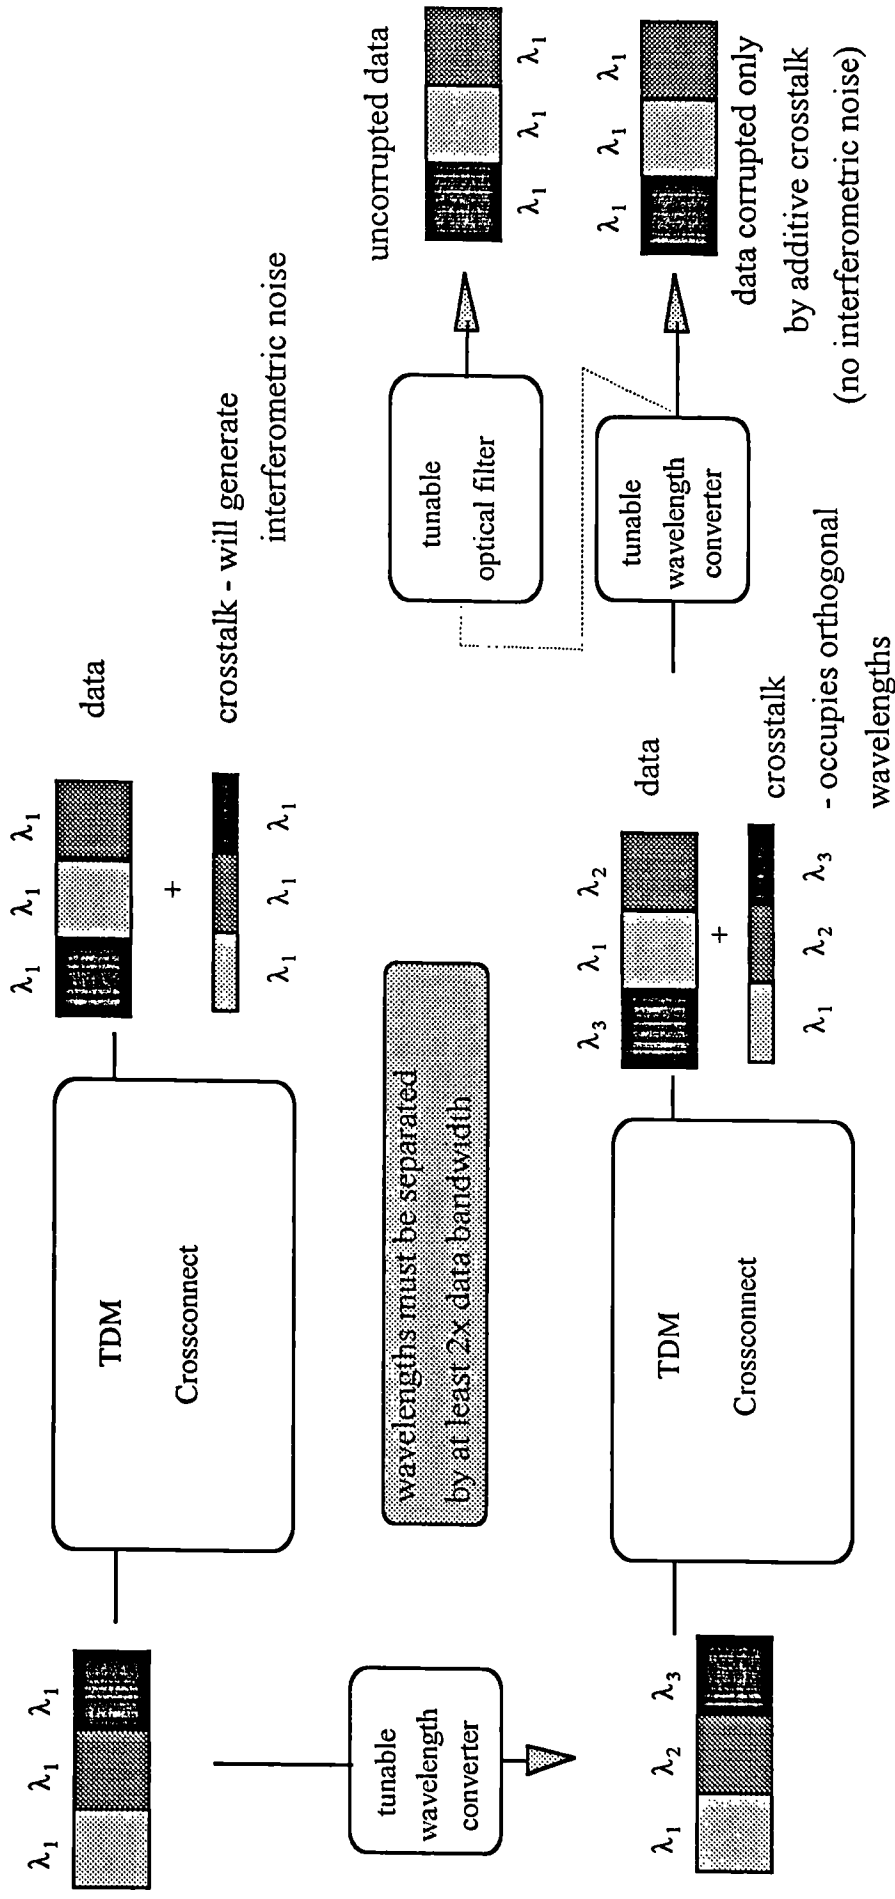 λ1 λ1 λ1
TDM
Crossconnect
λ1 λ1 λ1
data
+
λ1 λ1 λ1
crosstalk - will generate
interferometric noise
tunable
wavelength
converter
wavelengths must be separated
by at least 2x data bandwidth
tunable
optical filter
uncorrupted data
λ1 λ1 λ1
λ1 λ2 λ3
TDM
Crossconnect
λ3 λ1 λ2
data
+
λ1 λ2 λ3
crosstalk
- occupies orthogonal
wavelengths
tunable
wavelength
converter
λ1 λ1 λ1
data corrupted only
by additive crosstalk
(no interferometric noise)